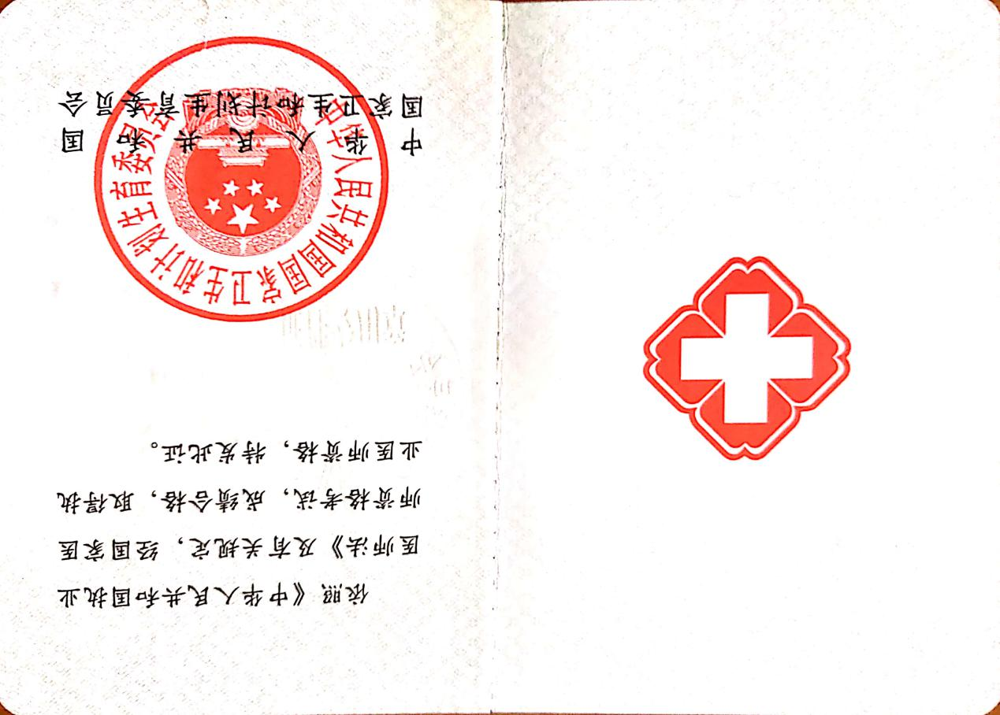 依照《中华人民共和国执业
医师法》及有关规定，经国家医
师资格考试，成绩合格，取得执
业医师资格，特发此证。
中华人民共和国
国家卫生和计划生育委员会
中华人民共和国国家卫生和计划生育委员会